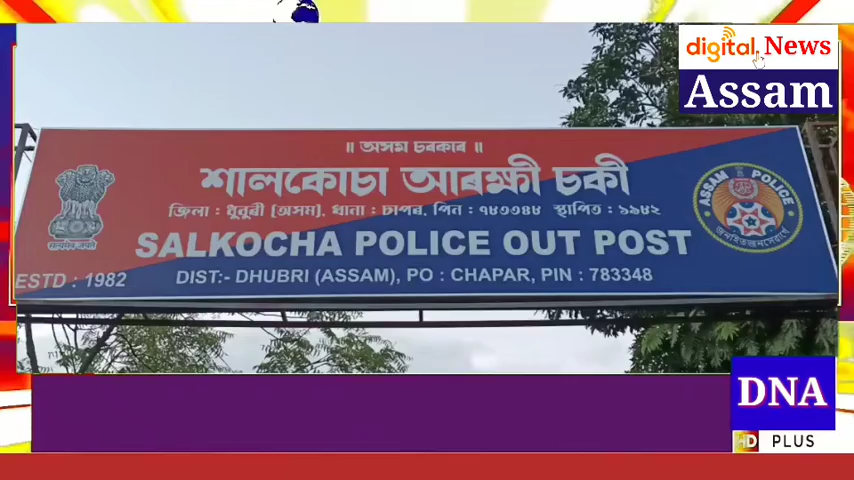 digital News
Assam
॥ অসম চৰকাৰ ॥
শালকোচা আৰক্ষী চকী
জিলা : ধুবুৰী (অসম), থানা : চাপৰ, পিন : ৭৮৩৩৪৮ স্থাপিত : ১৯৮২
SALKOCHA POLICE OUT POST
ESTD : 1982
DIST:- DHUBRI (ASSAM), PO : CHAPAR, PIN : 783348
ASSAM POLICE
DNA
HD PLUS